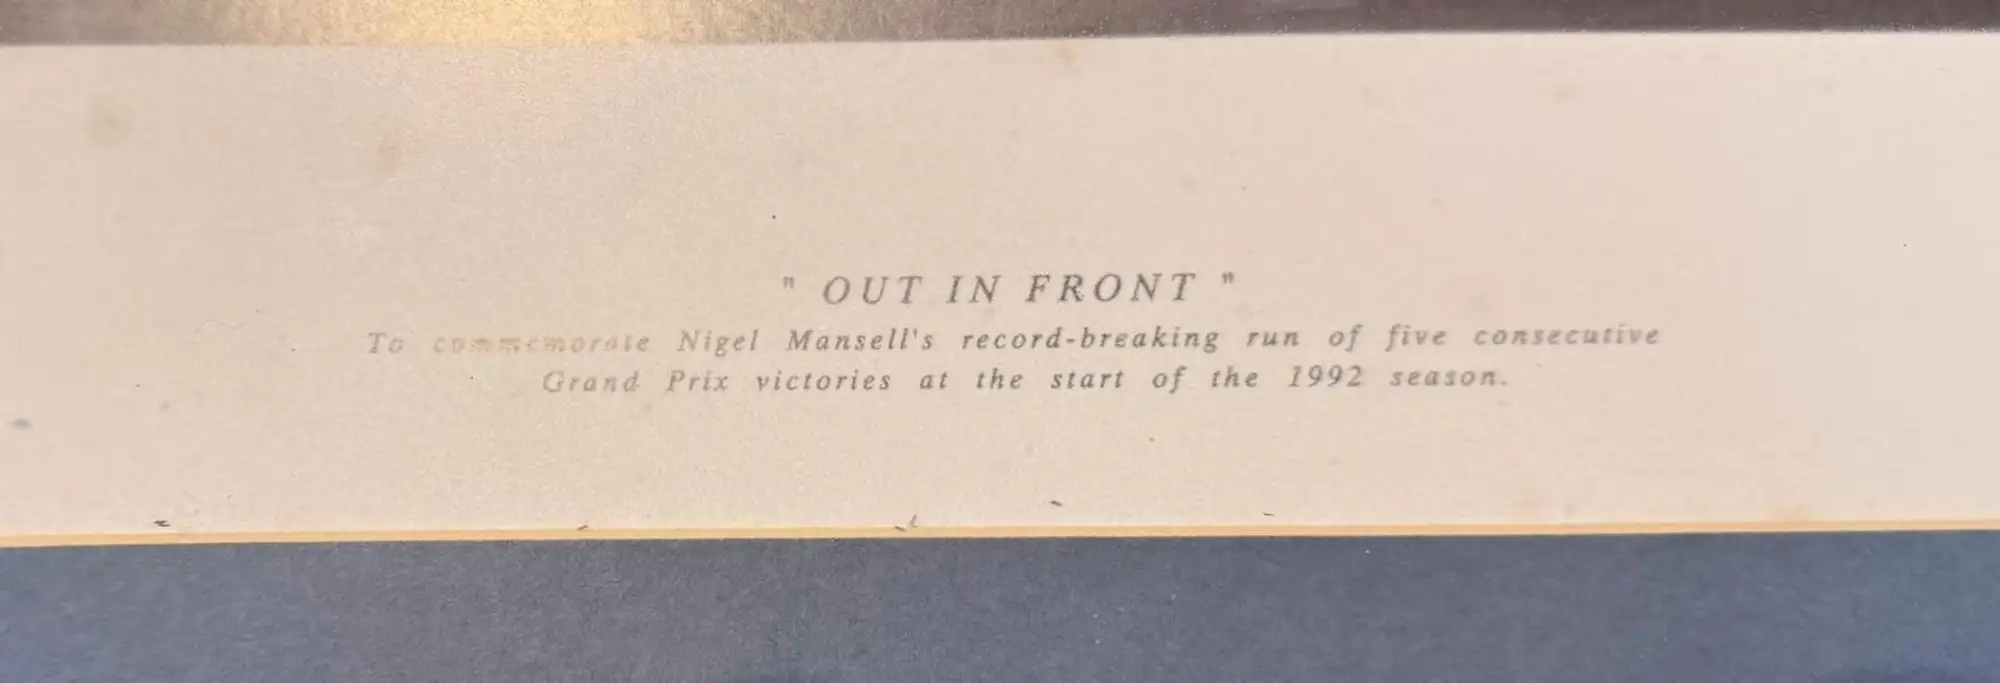 " OUT IN FRONT "
To commemorate Nigel Mansell's record-breaking run of five consecutive
Grand Prix victories at the start of the 1992 season.